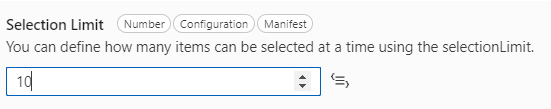 Selection Limit Number Configuration Manifest
You can define how many items can be selected at a time using the selectionLimit.
10